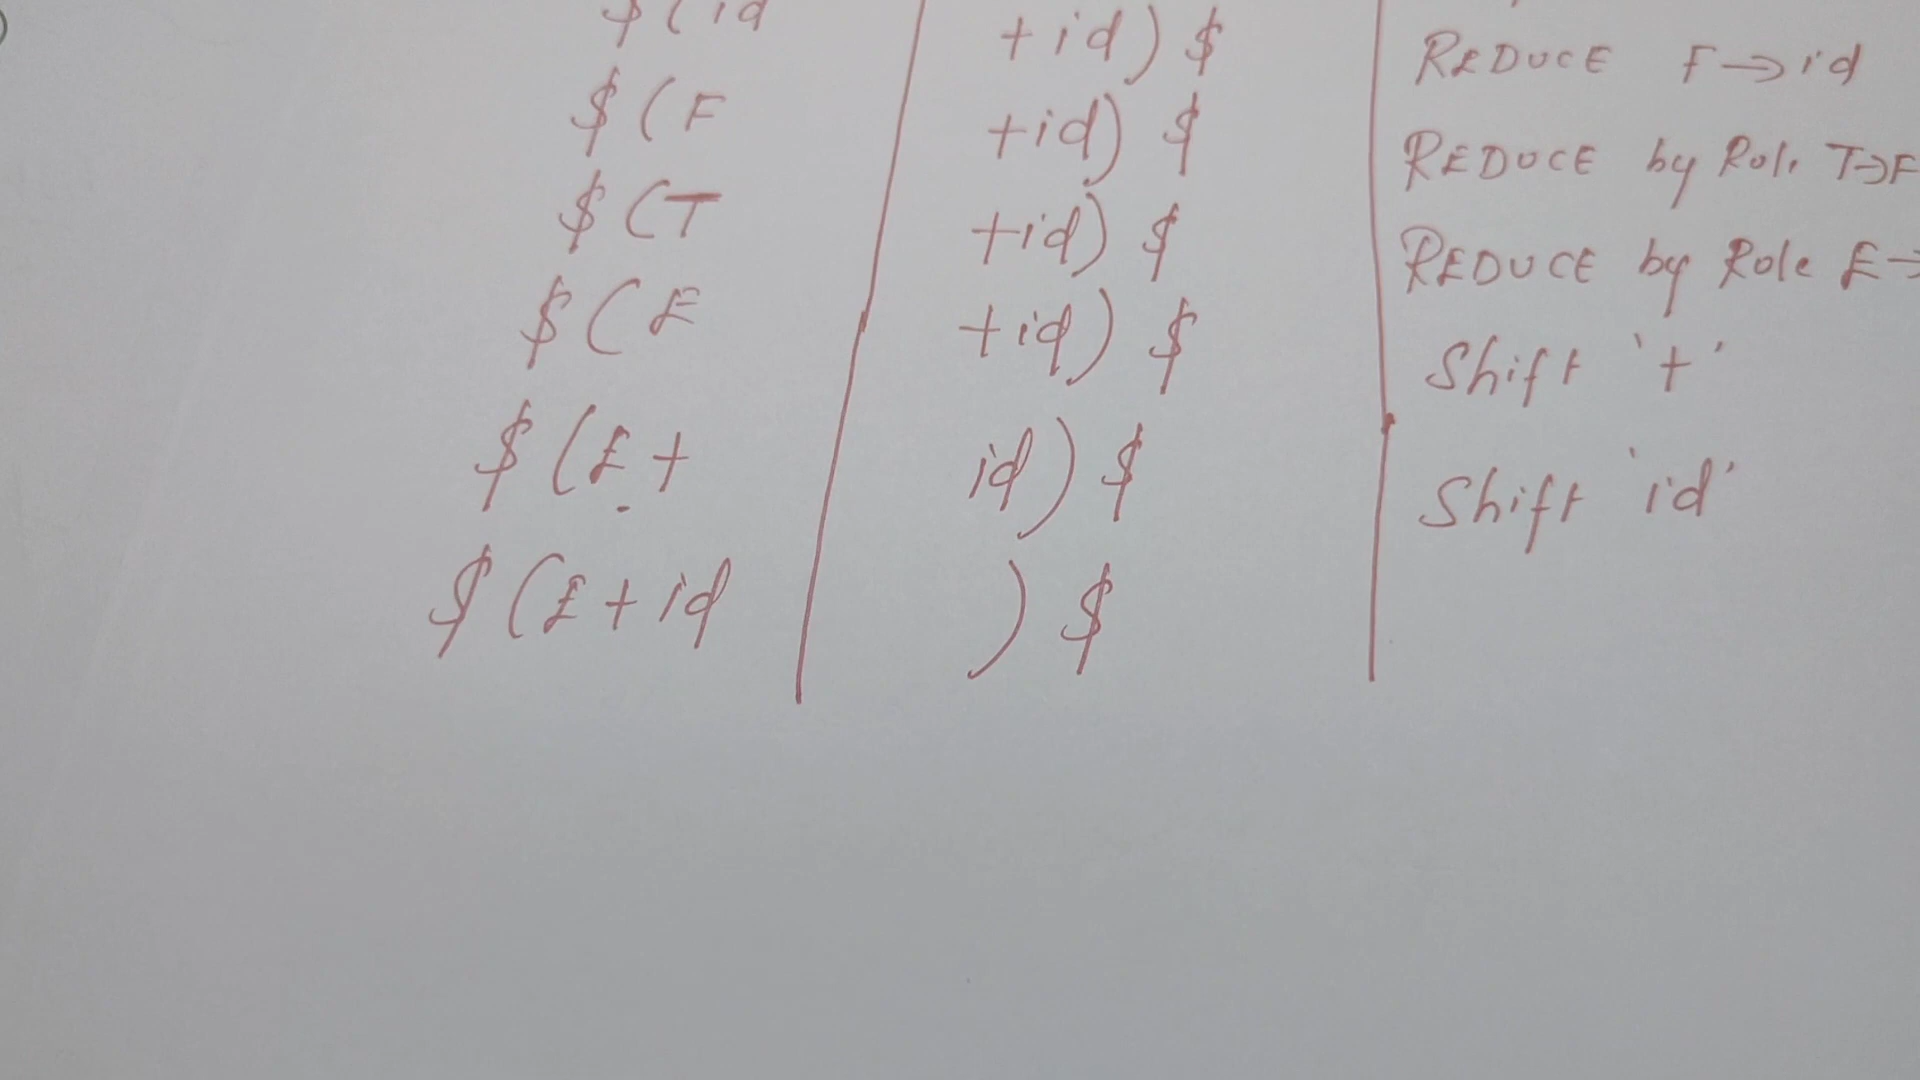 $(id +id)$ REDUCE F→id
$(F +id)$ REDUCE by Rule T→F
$(T +id)$ REDUCE by Role E→
$(E +id)$ Shift '+'
$(E+ id)$ Shift 'id'
$(E+id )$